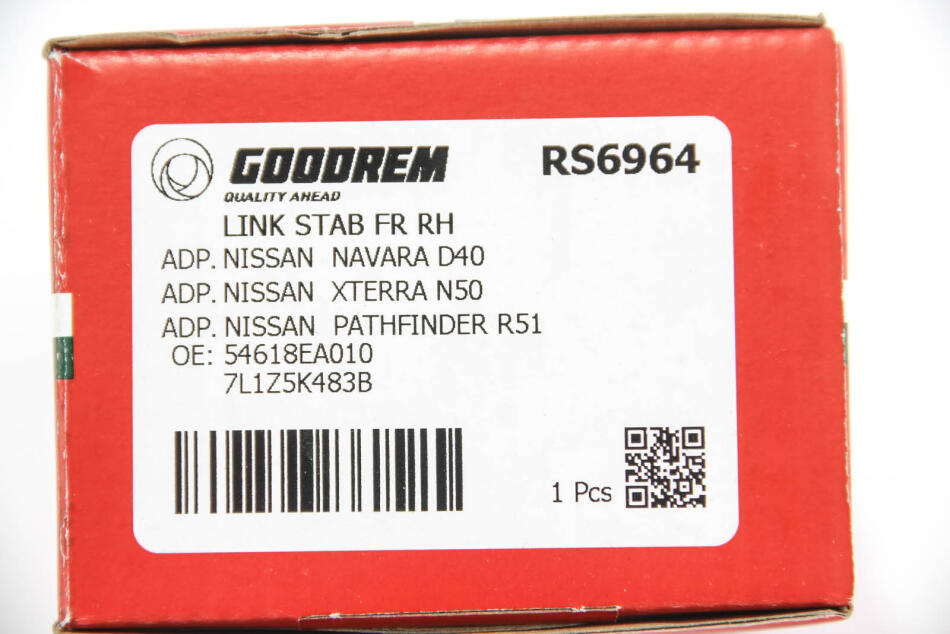 GOODREM
RS6964
QUALITY AHEAD
LINK STAB FR RH
ADP. NISSAN NAVARA D40
ADP. NISSAN XTERRA N50
ADP. NISSAN PATHFINDER R51
OE: 54618EA010
7L1Z5K483B
1 Pcs